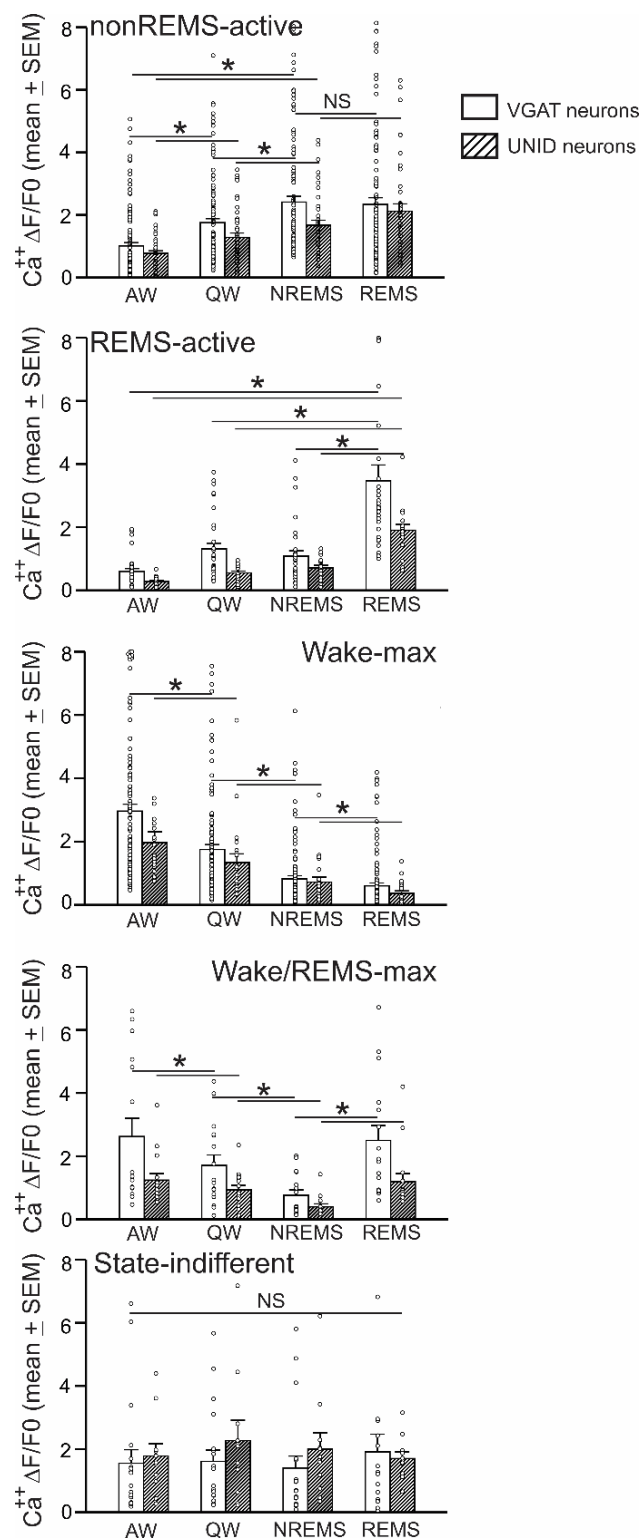 nonREMS-active
Ca++ ΔF/F0 (mean ± SEM)
8
6
4
2
0
*
*
*
NS
AW QW NREMS REMS
VGAT neurons
UNID neurons
REMS-active
Ca++ ΔF/F0 (mean ± SEM)
8
6
4
2
0
*
*
*
AW QW NREMS REMS
Wake-max
Ca++ ΔF/F0 (mean ± SEM)
8
6
4
2
0
*
*
*
AW QW NREMS REMS
Wake/REMS-max
Ca++ ΔF/F0 (mean ± SEM)
8
6
4
2
0
*
*
*
AW QW NREMS REMS
State-indifferent
Ca++ ΔF/F0 (mean ± SEM)
8
6
4
2
0
NS
AW QW NREMS REMS